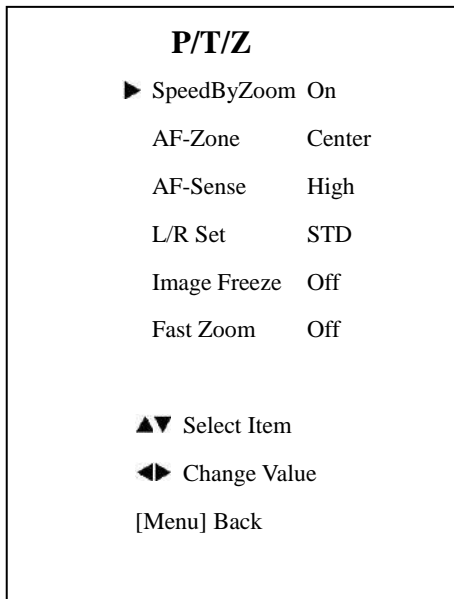 P/T/Z
▶ SpeedByZoom On
AF-Zone Center
AF-Sense High
L/R Set STD
Image Freeze Off
Fast Zoom Off
▲▼ Select Item
◀▶ Change Value
[Menu] Back